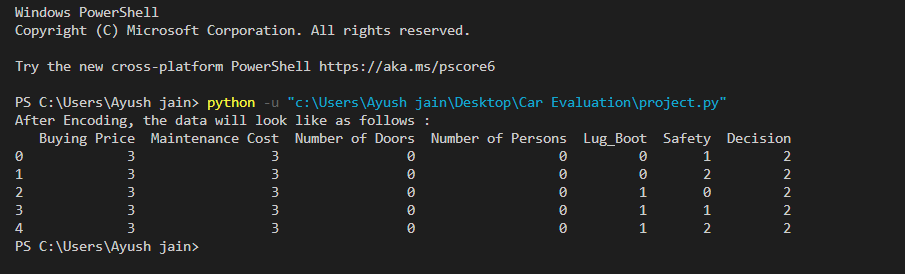 Windows PowerShell
Copyright (C) Microsoft Corporation. All rights reserved.
Try the new cross-platform PowerShell https://aka.ms/pscore6
PS C:\Users\Ayush jain> python -u "c:\Users\Ayush jain\Desktop\Car Evaluation\project.py"
After Encoding, the data will look like as follows :
   Buying Price  Maintenance Cost  Number of Doors  Number of Persons  Lug_Boot  Safety  Decision
0             3                 3                0                  0         0       1         2
1             3                 3                0                  0         0       2         2
2             3                 3                0                  0         1       0         2
3             3                 3                0                  0         1       1         2
4             3                 3                0                  0         1       2         2
PS C:\Users\Ayush jain>